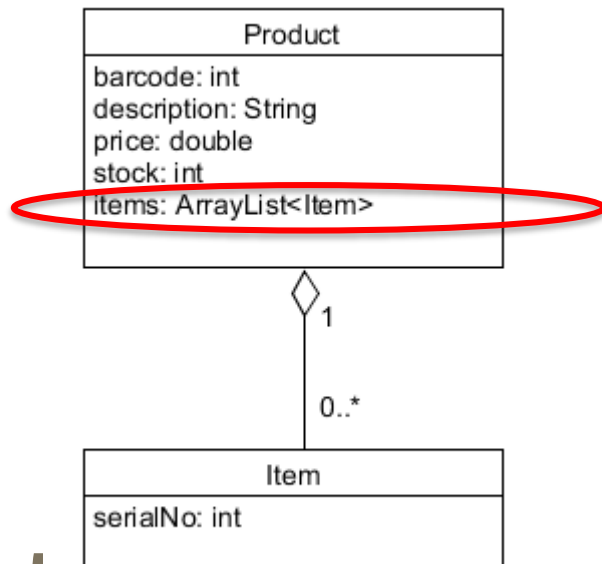 Product
barcode: int
description: String
price: double
stock: int
items: ArrayList<Item>
1
0..*
Item
serialNo: int